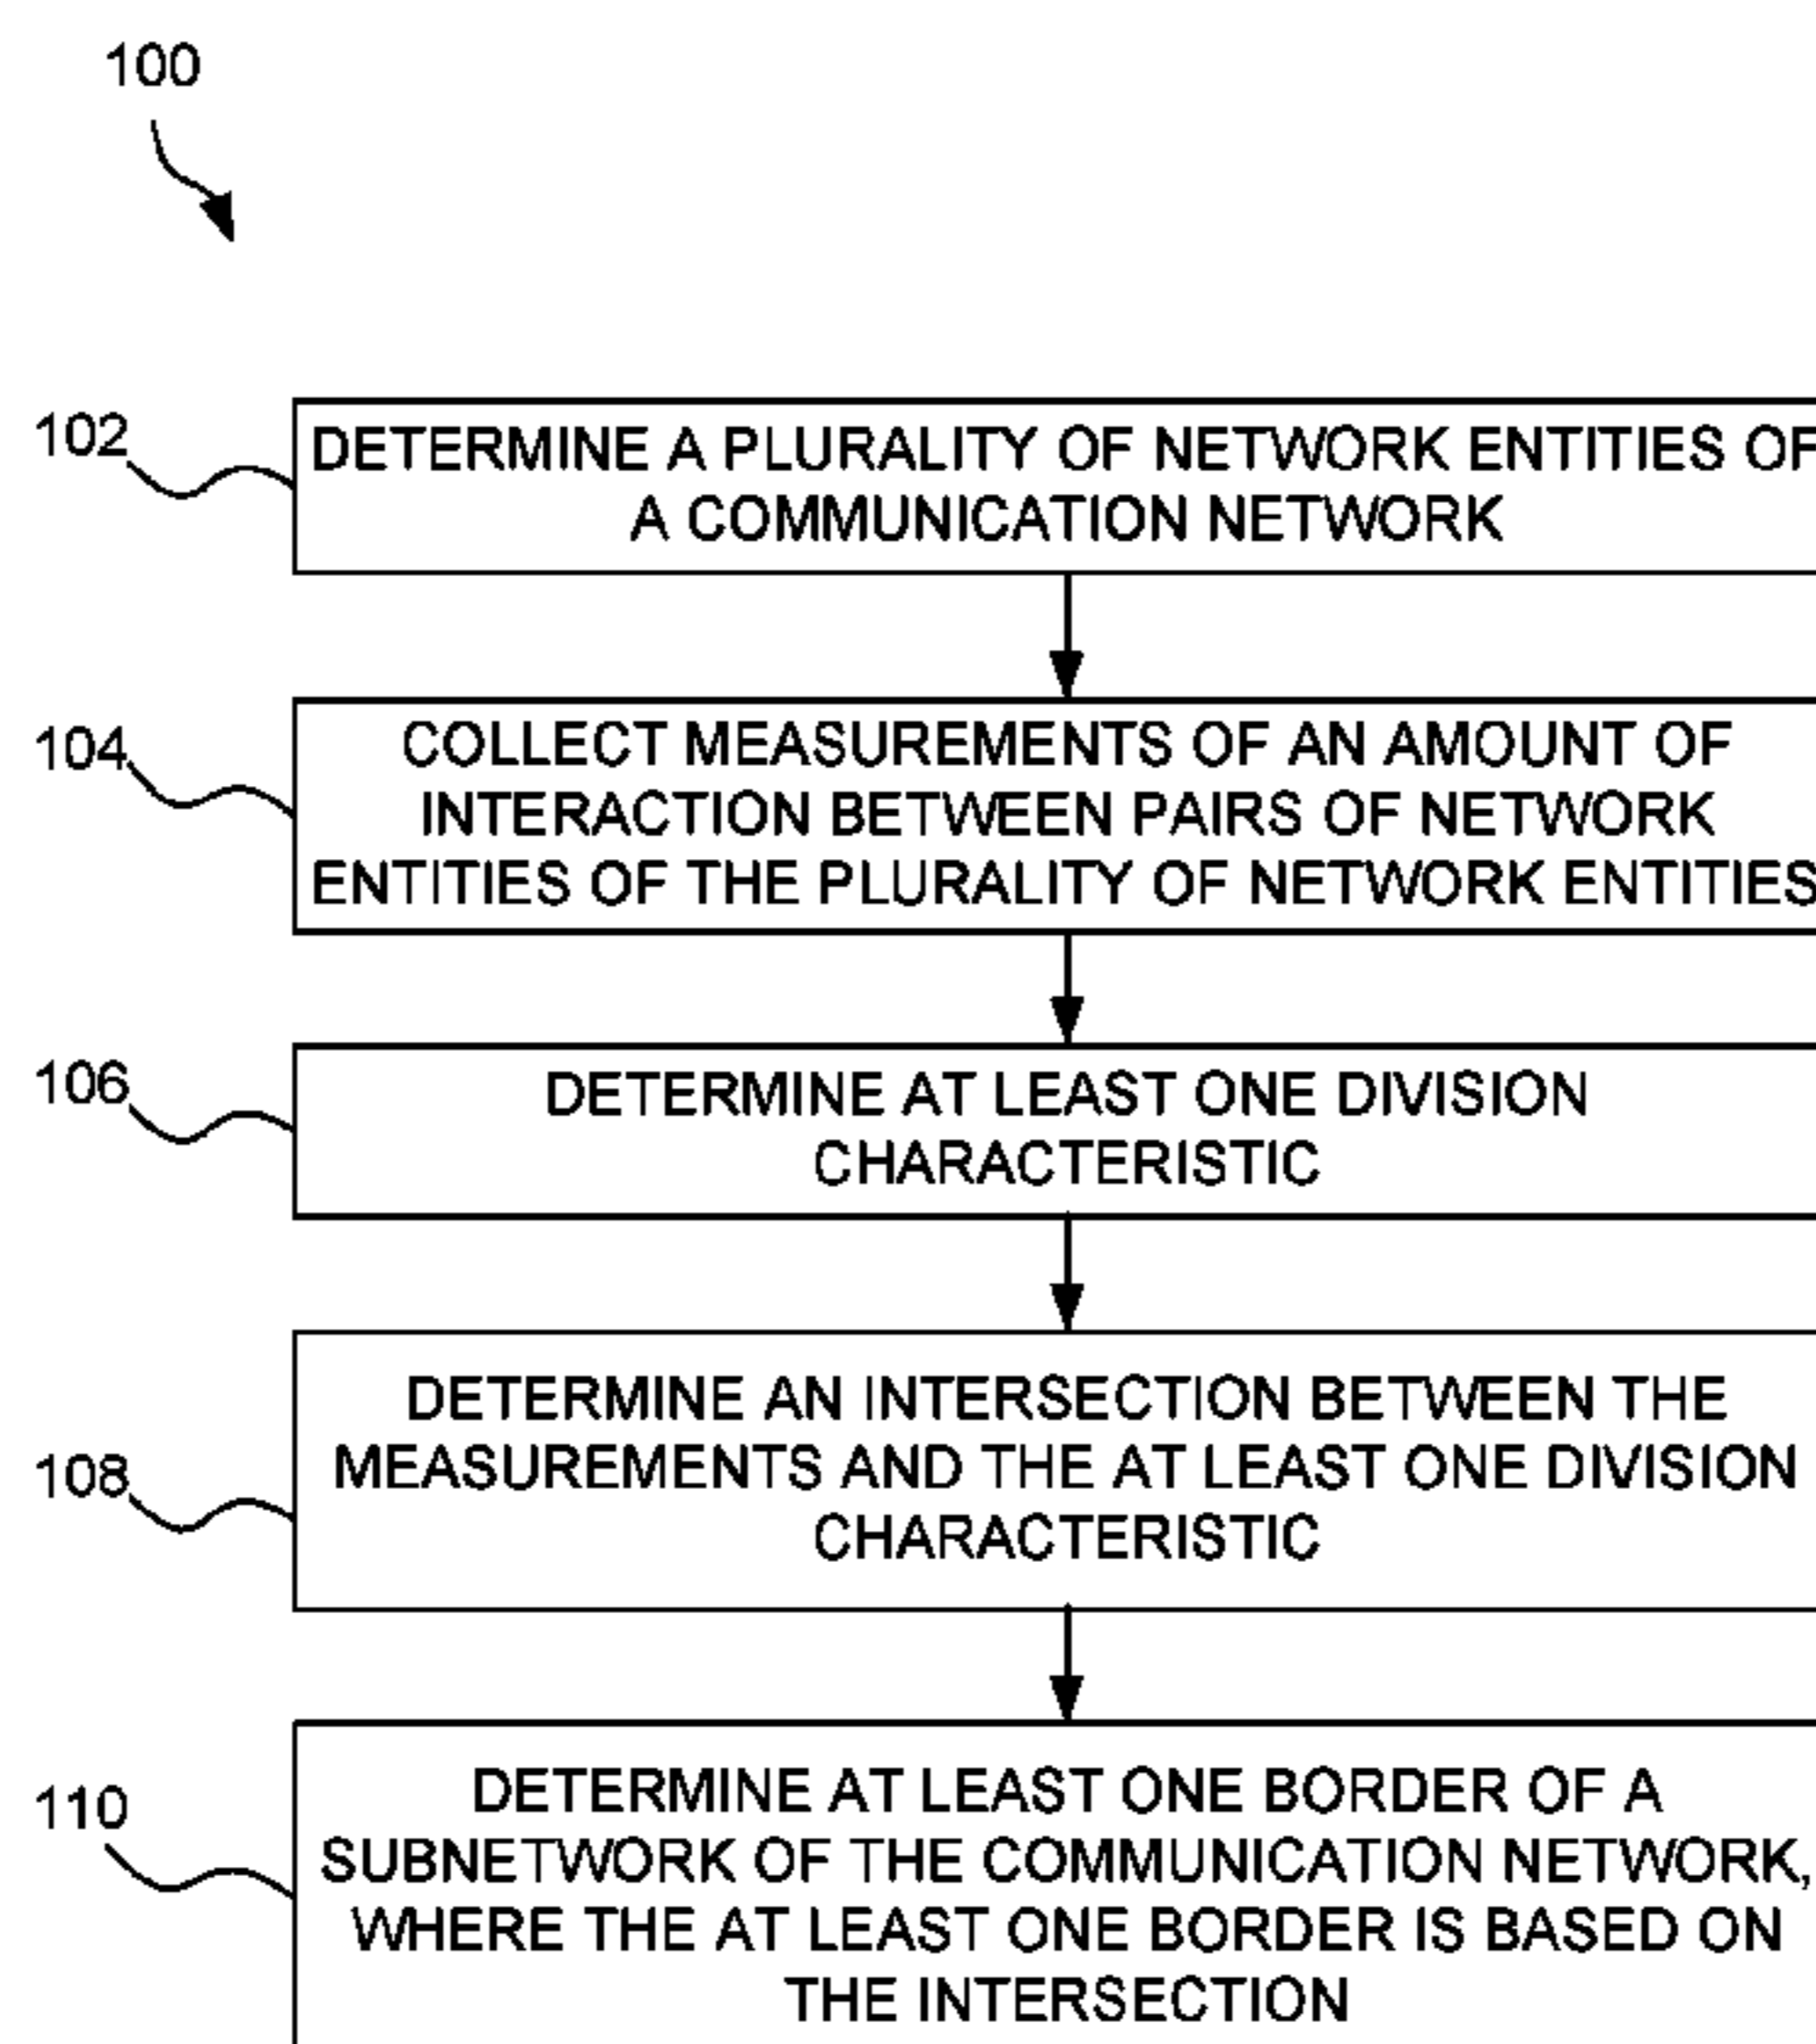 100
102
DETERMINE A PLURALITY OF NETWORK ENTITIES OF
A COMMUNICATION NETWORK
104
COLLECT MEASUREMENTS OF AN AMOUNT OF
INTERACTION BETWEEN PAIRS OF NETWORK
ENTITIES OF THE PLURALITY OF NETWORK ENTITIES
106
DETERMINE AT LEAST ONE DIVISION
CHARACTERISTIC
108
DETERMINE AN INTERSECTION BETWEEN THE
MEASUREMENTS AND THE AT LEAST ONE DIVISION
CHARACTERISTIC
110
DETERMINE AT LEAST ONE BORDER OF A
SUBNETWORK OF THE COMMUNICATION NETWORK,
WHERE THE AT LEAST ONE BORDER IS BASED ON
THE INTERSECTION